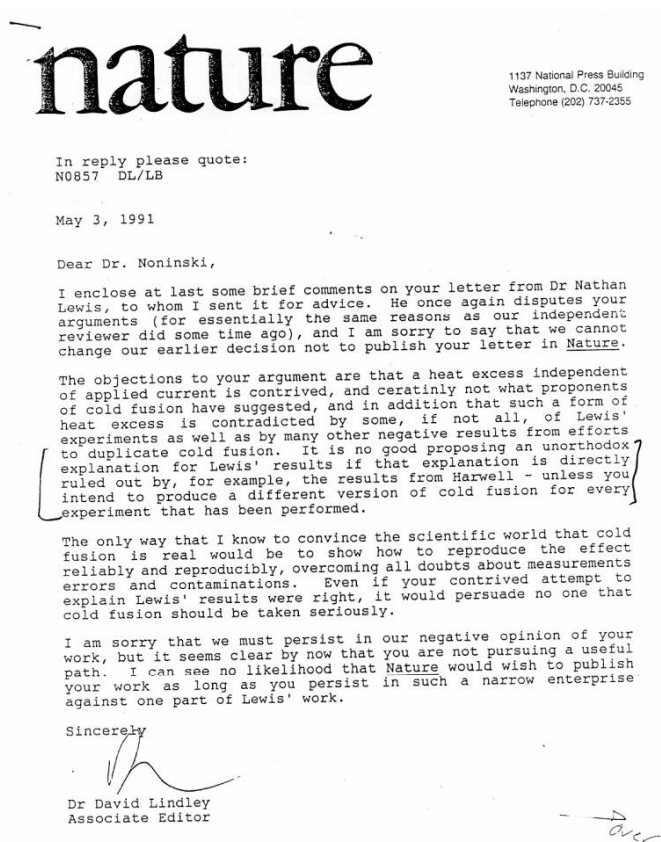 nature
1137 National Press Building
Washington, D.C. 20045
Telephone (202) 737-2355
In reply please quote:
N0857 DL/LB
May 3, 1991
Dear Dr. Noninski,
I enclose at last some brief comments on your letter from Dr Nathan
Lewis, to whom I sent it for advice. He once again disputes your
arguments (for essentially the same reasons as our independent
reviewer did some time ago), and I am sorry to say that we cannot
change our earlier decision not to publish your letter in Nature.
The objections to your argument are that a heat excess independent
of applied current is contrived, and ceratinly not what proponents
of cold fusion have suggested, and in addition that such a form of
heat excess is contradicted by some, if not all, of Lewis'
experiments as well as by many other negative results from efforts
to duplicate cold fusion. It is no good proposing an unorthodox
explanation for Lewis' results if that explanation is directly
ruled out by, for example, the results from Harwell - unless you
intend to produce a different version of cold fusion for every
experiment that has been performed.
The only way that I know to convince the scientific world that cold
fusion is real would be to show how to reproduce the effect
reliably and reproducibly, overcoming all doubts about measurements
errors and contaminations. Even if your contrived attempt to
explain Lewis' results were right, it would persuade no one that
cold fusion should be taken seriously.
I am sorry that we must persist in our negative opinion of your
work, but it seems clear by now that you are not pursuing a useful
path. I can see no likelihood that Nature would wish to publish
your work as long as you persist in such a narrow enterprise
against one part of Lewis' work.
Sincerely
Dr David Lindley
Associate Editor
over